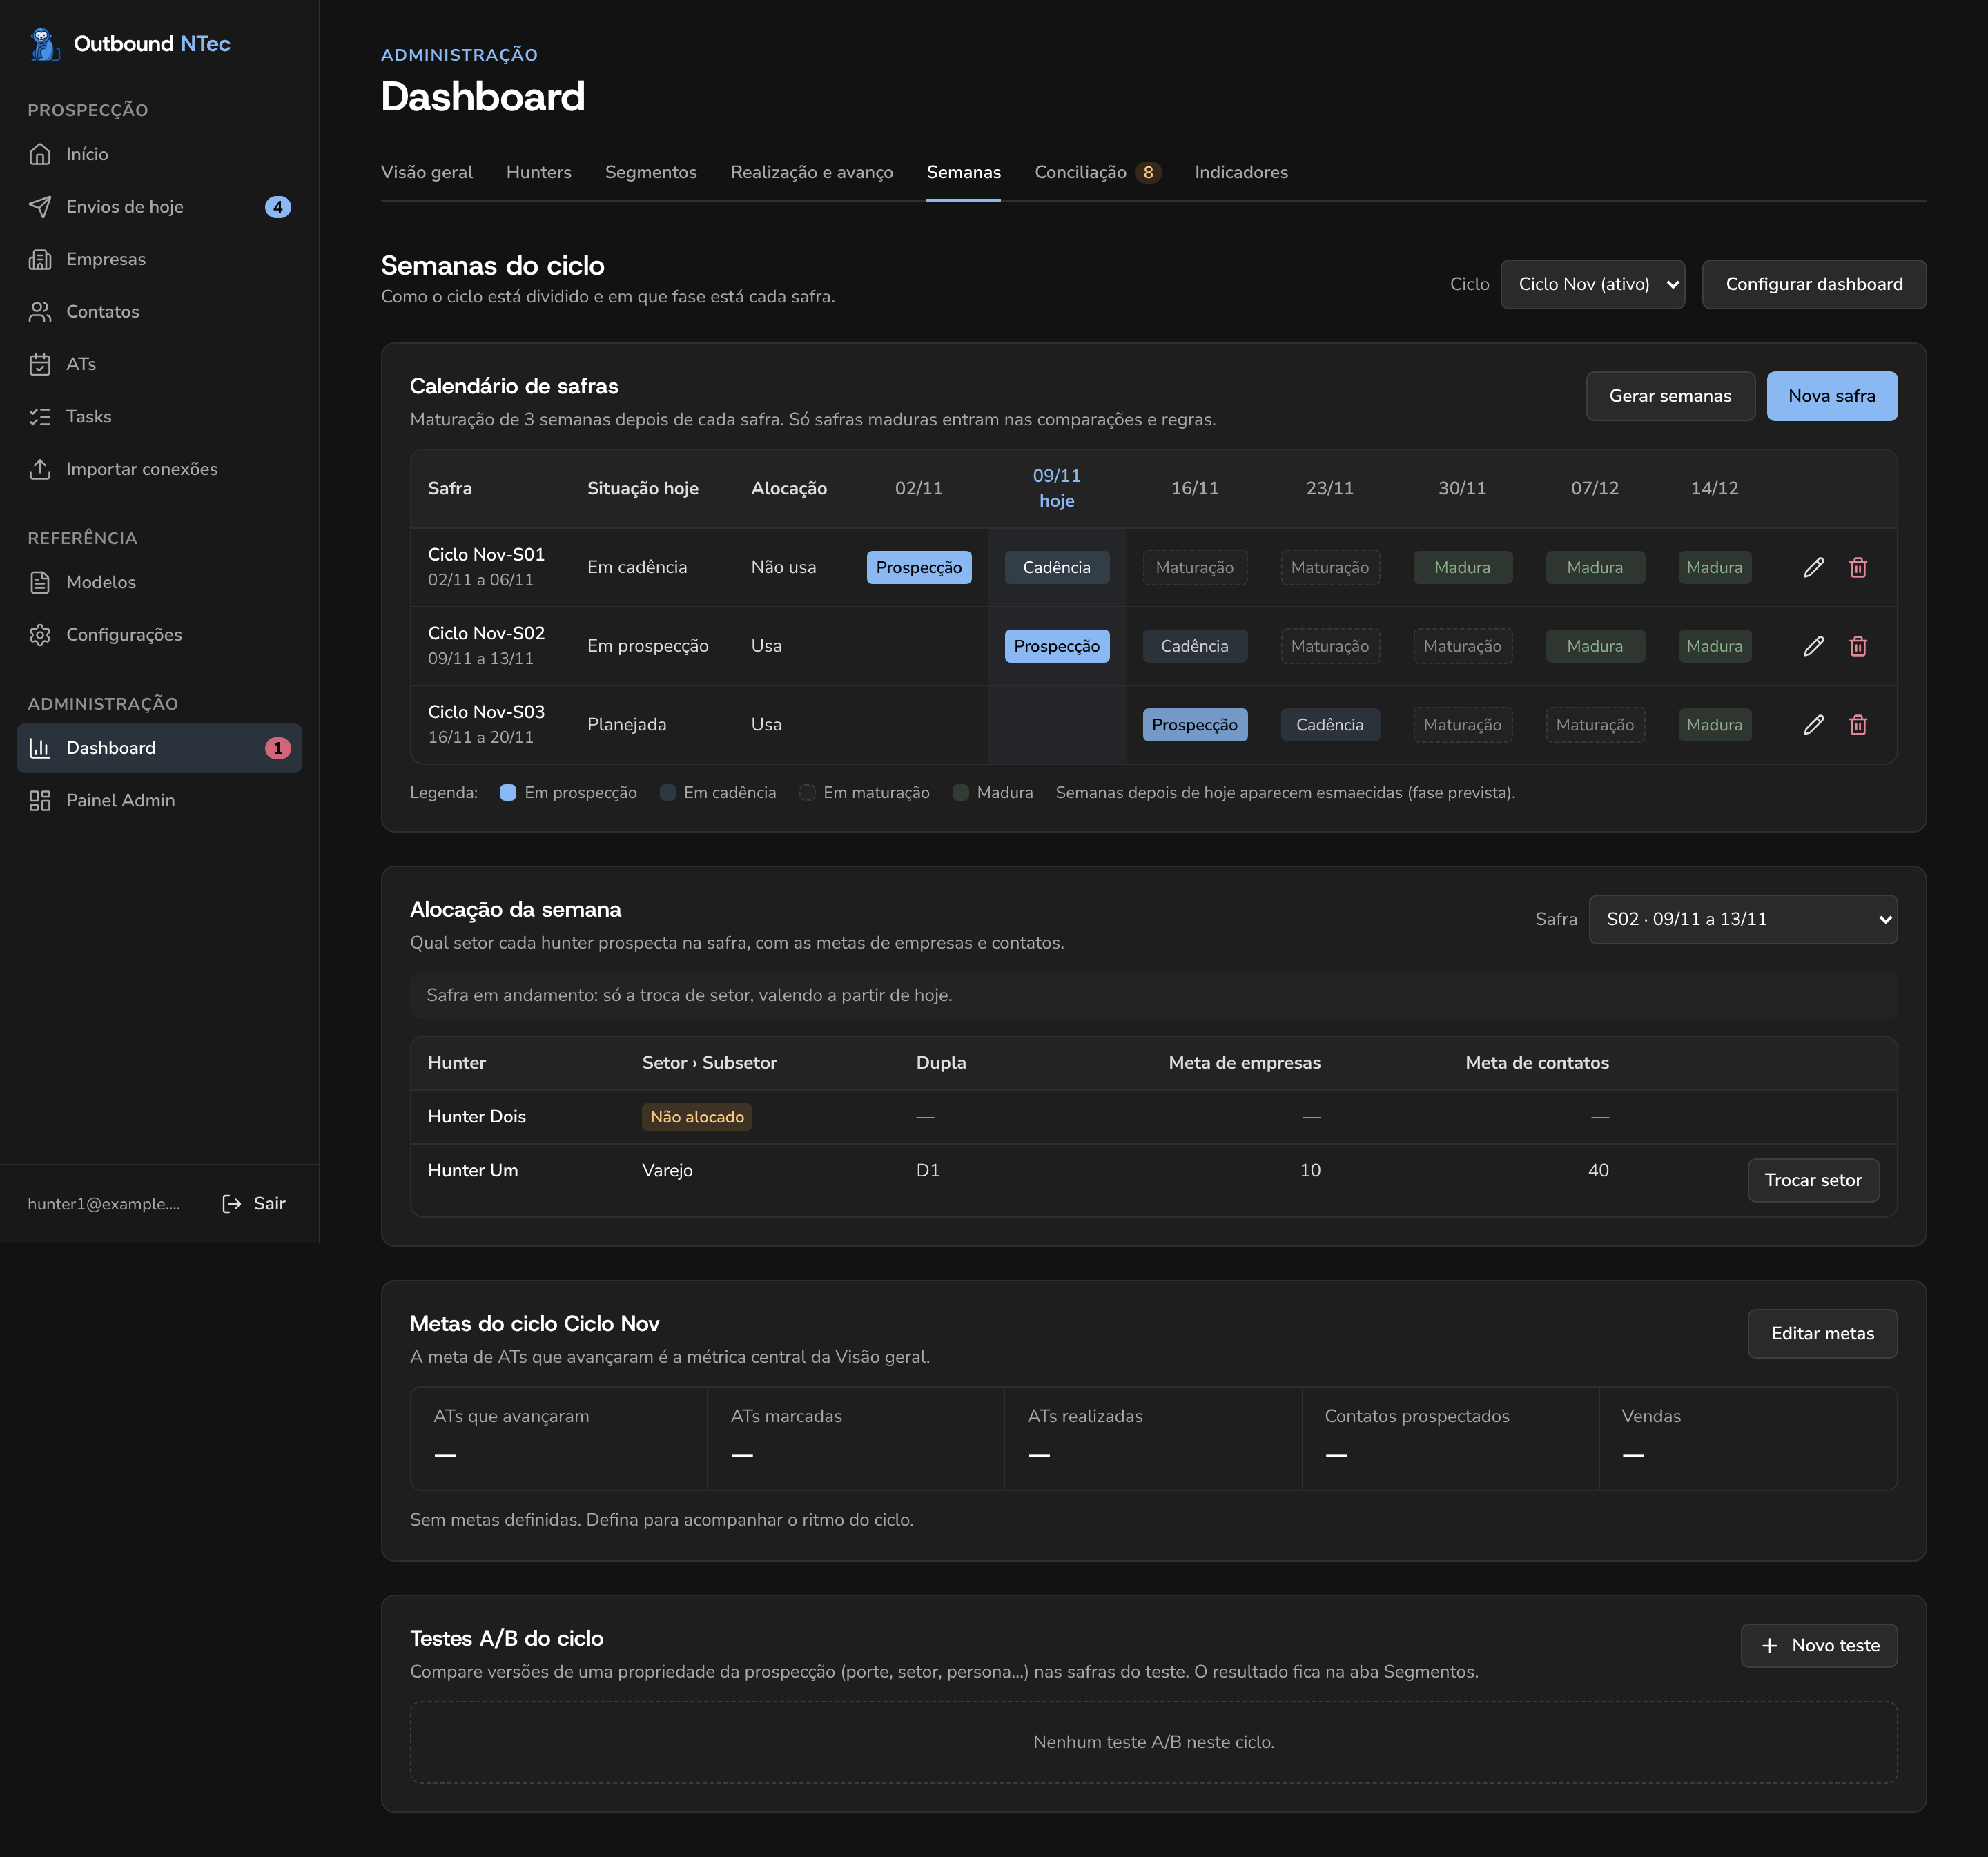 Outbound NTec
PROSPECÇÃO
Início
Envios de hoje 4
Empresas
Contatos
ATs
Tasks
Importar conexões
REFERÊNCIA
Modelos
Configurações
ADMINISTRAÇÃO
Dashboard 1
Painel Admin
hunter1@example.... Sair
ADMINISTRAÇÃO
Dashboard
Visão geral Hunters Segmentos Realização e avanço Semanas Conciliação 8 Indicadores
Semanas do ciclo
Como o ciclo está dividido e em que fase está cada safra.
Ciclo Ciclo Nov (ativo) Configurar dashboard
Calendário de safras
Maturação de 3 semanas depois de cada safra. Só safras maduras entram nas comparações e regras.
Gerar semanas Nova safra
Safra Situação hoje Alocação 02/11 09/11 hoje 16/11 23/11 30/11 07/12 14/12
Ciclo Nov-S01
02/11 a 06/11
Em cadência Não usa Prospecção Cadência Maturação Maturação Madura Madura Madura
Ciclo Nov-S02
09/11 a 13/11
Em prospecção Usa Prospecção Cadência Maturação Maturação Madura Madura
Ciclo Nov-S03
16/11 a 20/11
Planejada Usa Prospecção Cadência Maturação Maturação Madura
Legenda: Em prospecção Em cadência Em maturação Madura Semanas depois de hoje aparecem esmaecidas (fase prevista).
Alocação da semana
Qual setor cada hunter prospecta na safra, com as metas de empresas e contatos.
Safra S02 · 09/11 a 13/11
Safra em andamento: só a troca de setor, valendo a partir de hoje.
Hunter Setor › Subsetor Dupla Meta de empresas Meta de contatos
Hunter Dois Não alocado — — —
Hunter Um Varejo D1 10 40 Trocar setor
Metas do ciclo Ciclo Nov
A meta de ATs que avançaram é a métrica central da Visão geral.
Editar metas
ATs que avançaram ATs marcadas ATs realizadas Contatos prospectados Vendas
— — — — —
Sem metas definidas. Defina para acompanhar o ritmo do ciclo.
Testes A/B do ciclo
Compare versões de uma propriedade da prospecção (porte, setor, persona...) nas safras do teste. O resultado fica na aba Segmentos.
+ Novo teste
Nenhum teste A/B neste ciclo.